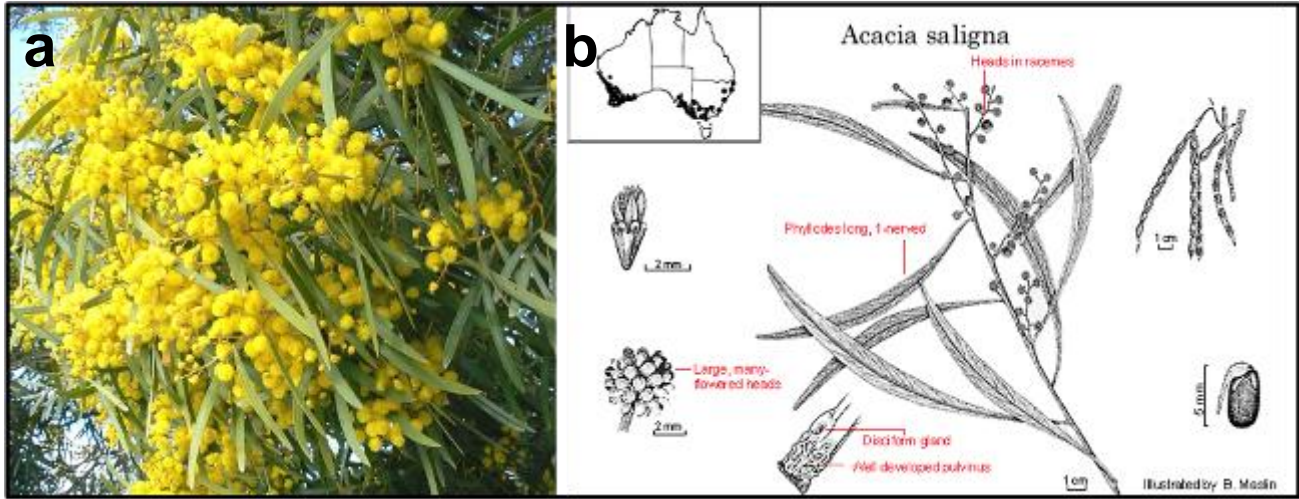 a
b
Acacia saligna
Heads in racemes
Phyllodes long, 1-nerved
1 cm
2 mm
Large, many-
flowered heads
2 mm
5 mm
Disciform gland
Well developed pulvinus
1 cm
Illustrated by B. Maslin